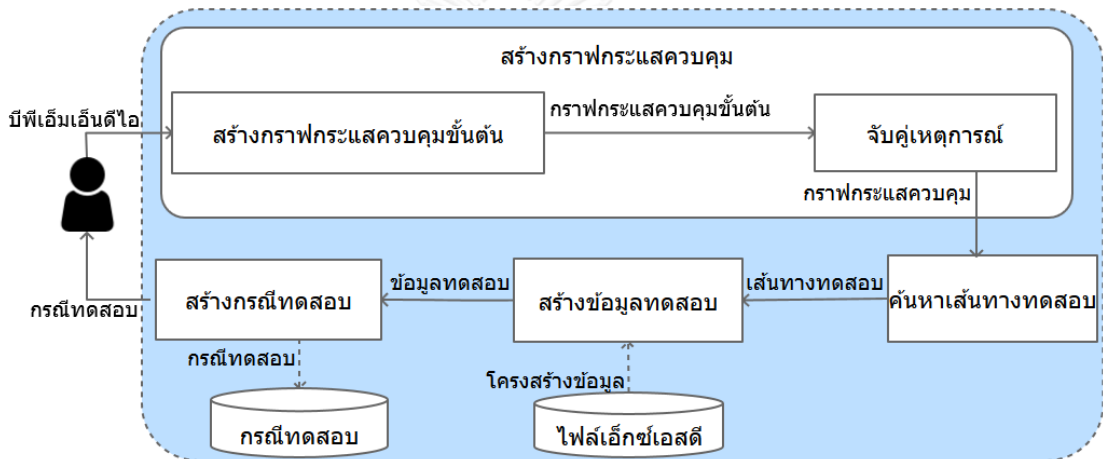 สร้างกราฟกระแสควบคุม
บีพีเอ็มเอ็นดีไอ
สร้างกราฟกระแสควบคุมขั้นต้น
กราฟกระแสควบคุมขั้นต้น
จับคู่เหตุการณ์
กราฟกระแสควบคุม
ค้นหาเส้นทางทดสอบ
เส้นทางทดสอบ
สร้างข้อมูลทดสอบ
ข้อมูลทดสอบ
สร้างกรณีทดสอบ
กรณีทดสอบ
กรณีทดสอบ
โครงสร้างข้อมูล
กรณีทดสอบ
ไฟล์เอ็กซ์เอสดี